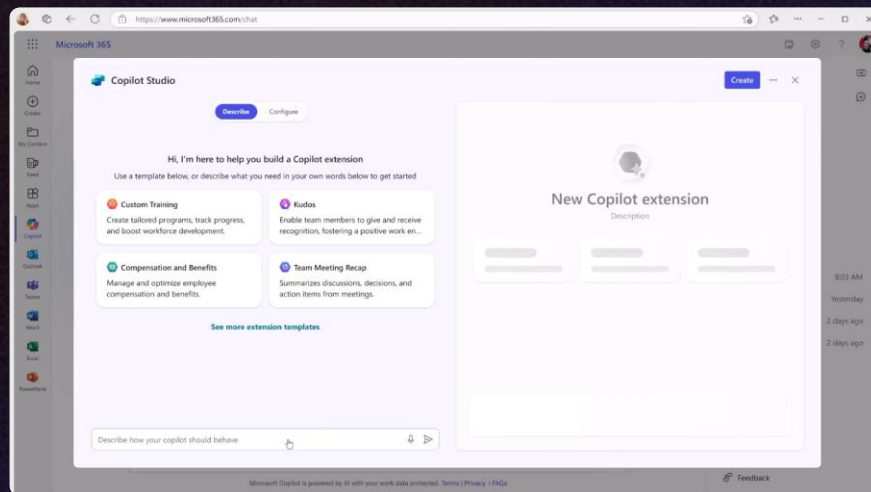 https://www.microsoft365.com/chat
Microsoft 365
Home
Create
My Content
Feed
Apps
Copilot
Outlook
Teams
Word
Excel
PowerPoint
Copilot Studio
Create
Describe
Configure
Hi, I'm here to help you build a Copilot extension
Use a template below, or describe what you need in your own words below to get started
Custom Training
Create tailored programs, track progress,
and boost workforce development.
Kudos
Enable team members to give and receive
recognition, fostering a positive work en...
Compensation and Benefits
Manage and optimize employee
compensation and benefits.
Team Meeting Recap
Summarizes discussions, decisions, and
action items from meetings.
See more extension templates
Describe how your copilot should behave
New Copilot extension
Description
8:03 AM
Yesterday
2 days ago
2 days ago
Microsoft Copilot is powered by AI with your work data protected. Terms | Privacy | FAQs
Feedback